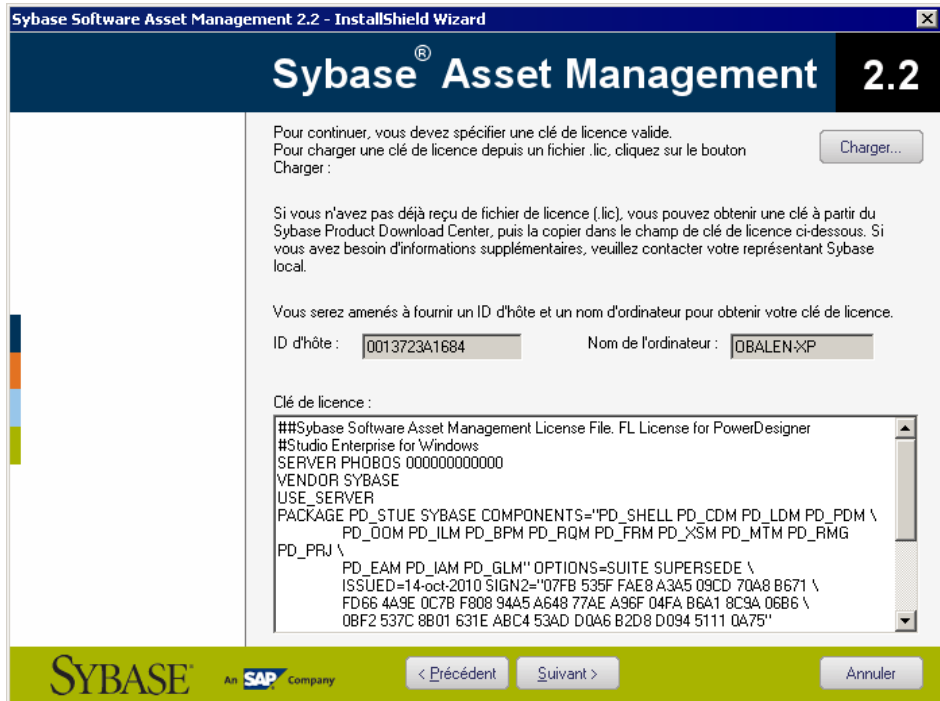 Sybase Software Asset Management 2.2 - InstallShield Wizard
Sybase® Asset Management 2.2
Pour continuer, vous devez spécifier une clé de licence valide.
Pour charger une clé de licence depuis un fichier .lic, cliquez sur le bouton
Charger :
Charger...
Si vous n'avez pas déjà reçu de fichier de licence (.lic), vous pouvez obtenir une clé à partir du
Sybase Product Download Center, puis la copier dans le champ de clé de licence ci-dessous. Si
vous avez besoin d'informations supplémentaires, veuillez contacter votre représentant Sybase
local.
Vous serez amenés à fournir un ID d'hôte et un nom d'ordinateur pour obtenir votre clé de licence.
ID d'hôte : 0013723A1684 Nom de l'ordinateur : OBALEN-XP
Clé de licence :
##Sybase Software Asset Management License File. FL License for PowerDesigner
#Studio Enterprise for Windows
SERVER PHOBOS 000000000000
VENDOR SYBASE
USE_SERVER
PACKAGE PD_STUE SYBASE COMPONENTS="PD_SHELL PD_CDM PD_LDM PD_PDM \
PD_OOM PD_ILM PD_BPM PD_RQM PD_FRM PD_XSM PD_MTM PD_RMG
PD_PRJ \
PD_EAM PD_IAM PD_GLM" OPTIONS=SUITE SUPERSEDE \
ISSUED=14-oct-2010 SIGN2="07FB 535F FAE8 A3A5 09CD 70A8 B671 \
FD66 4A9E 0C7B F808 94A5 A648 77AE A96F 04FA B6A1 8C9A 06B6 \
0BF2 537C 8B01 631E ABC4 53AD D0A6 B2D8 D094 5111 0A75"
SYBASE An SAP Company
< Précédent
Suivant >
Annuler